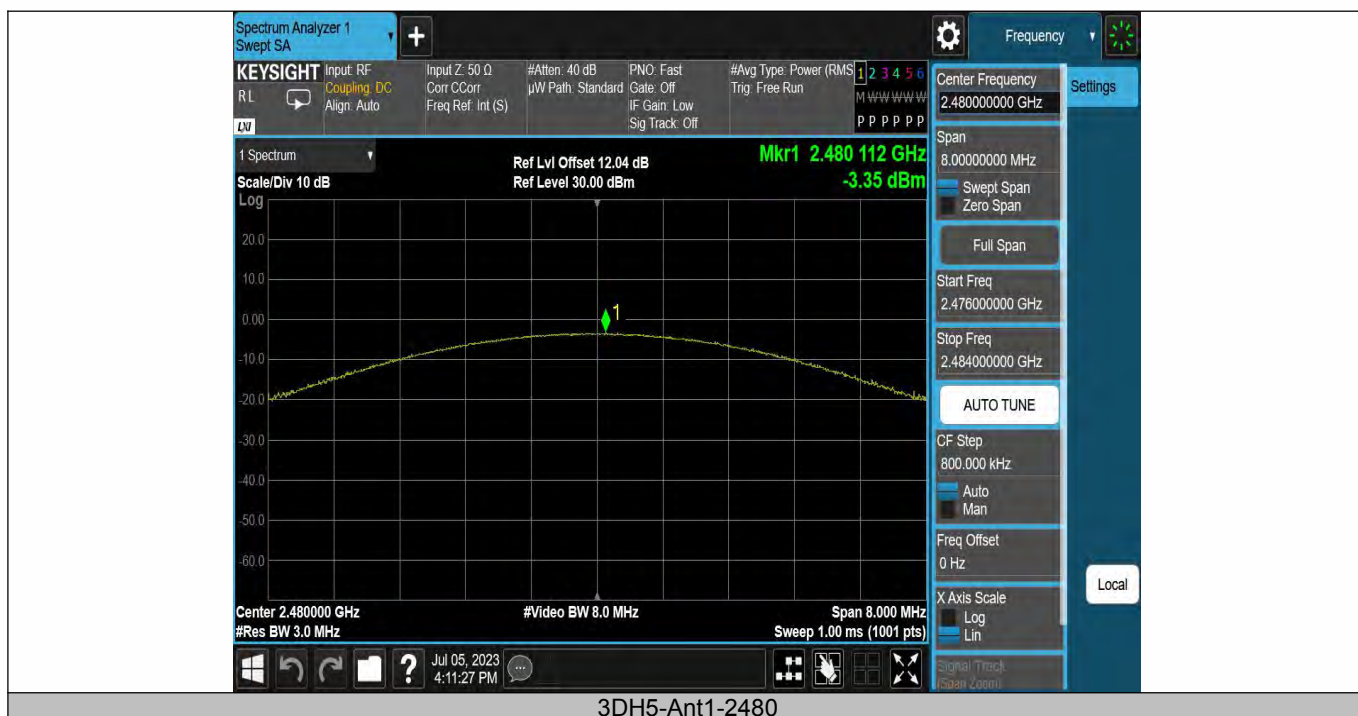 Spectrum Analyzer 1
Swept SA
+
Frequency
KEYSIGHT
R L
LXI
Input: RF
Coupling: DC
Align: Auto
Input Z: 50 Ω
Corr CCorr
Freq Ref: Int (S)
#Atten: 40 dB
µW Path: Standard
PNO: Fast
Gate: Off
IF Gain: Low
Sig Track: Off
#Avg Type: Power (RMS
Trig: Free Run
1 2 3 4 5 6
M W W W W W
P P P P P P
1 Spectrum
Scale/Div 10 dB
Ref Lvl Offset 12.04 dB
Ref Level 30.00 dBm
Mkr1 2.480 112 GHz
-3.35 dBm
Log
20.0
10.0
0.00
-10.0
-20.0
-30.0
-40.0
-50.0
-60.0
1
Center 2.480000 GHz
#Res BW 3.0 MHz
#Video BW 8.0 MHz
Span 8.000 MHz
Sweep 1.00 ms (1001 pts)
Center Frequency
2.480000000 GHz
Settings
Span
8.00000000 MHz
Swept Span
Zero Span
Full Span
Start Freq
2.476000000 GHz
Stop Freq
2.484000000 GHz
AUTO TUNE
CF Step
800.000 kHz
Auto
Man
Freq Offset
0 Hz
X Axis Scale
Log
Lin
Signal Track
(Span Zoom)
Local
?
Jul 05, 2023
4:11:27 PM
3DH5-Ant1-2480